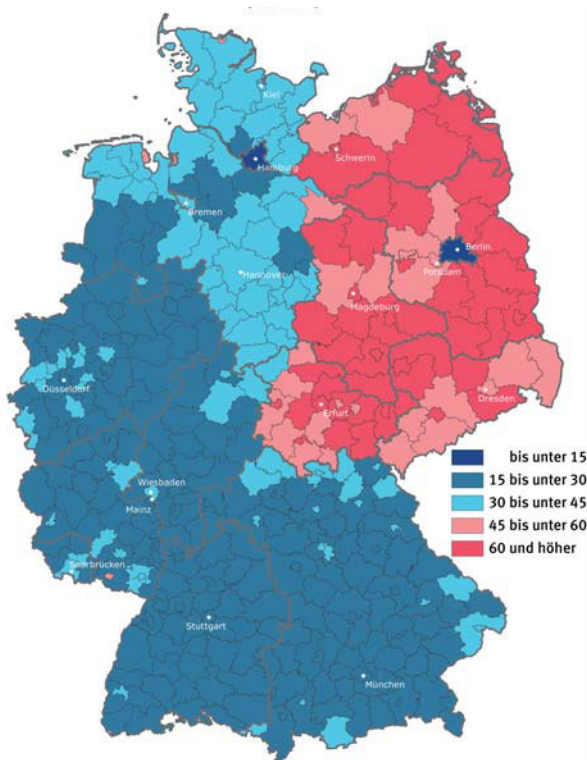 Kiel
Schwerin
Hamburg
Bremen
Berlin
Hannover
Potsdam
Magdeburg
Düsseldorf
Dresden
Erfurt
bis unter 15
15 bis unter 30
30 bis unter 45
45 bis unter 60
60 und höher
Wiesbaden
Mainz
Saarbrücken
Stuttgart
München